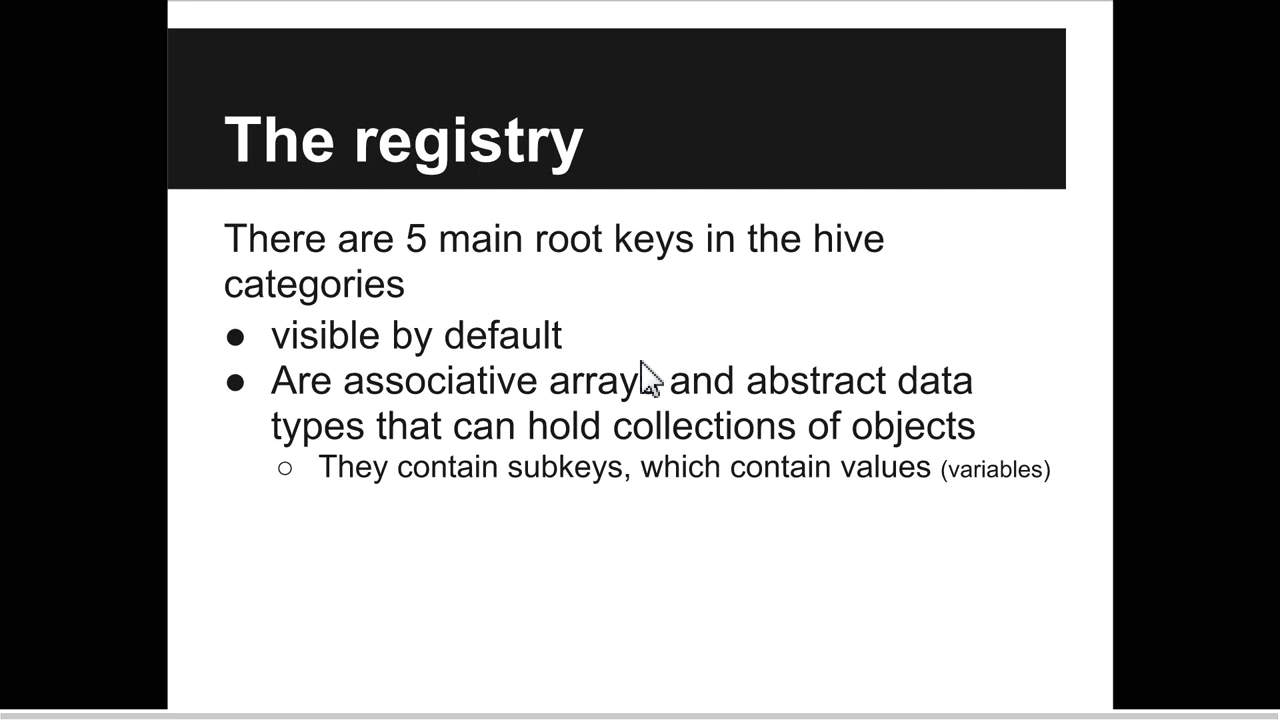 The registry
There are 5 main root keys in the hive
categories
● visible by default
● Are associative array and abstract data
types that can hold collections of objects
○ They contain subkeys, which contain values (variables)